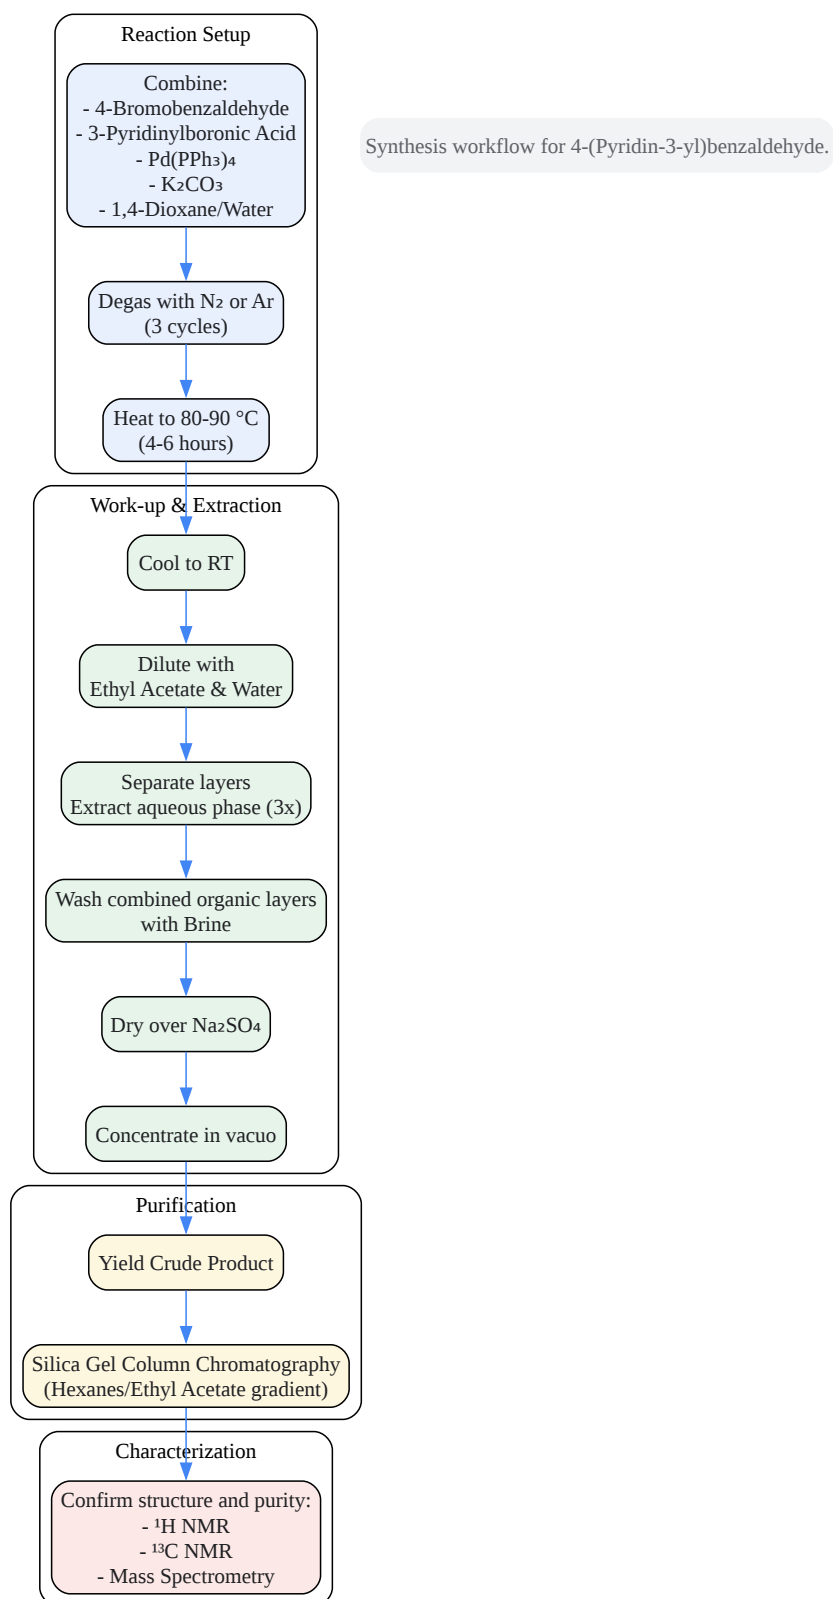 Reaction Setup
Combine:
- 4-Bromobenzaldehyde
- 3-Pyridinylboronic Acid
- Pd(PPh₃)₄
- K₂CO₃
- 1,4-Dioxane/Water
Synthesis workflow for 4-(Pyridin-3-yl)benzaldehyde.
Degas with N₂ or Ar
(3 cycles)
Heat to 80-90 °C
(4-6 hours)
Work-up & Extraction
Cool to RT
Dilute with
Ethyl Acetate & Water
Separate layers
Extract aqueous phase (3x)
Wash combined organic layers
with Brine
Dry over Na₂SO₄
Concentrate in vacuo
Purification
Yield Crude Product
Silica Gel Column Chromatography
(Hexanes/Ethyl Acetate gradient)
Characterization
Confirm structure and purity:
- ¹H NMR
- ¹³C NMR
- Mass Spectrometry